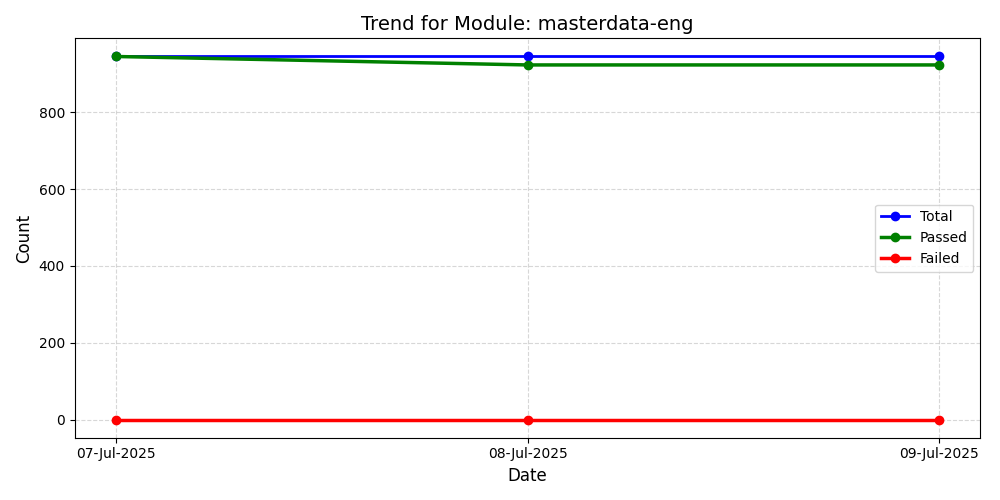 Trend for Module: masterdata-eng
Count
800
600
400
200
0
Total
Passed
Failed
07-Jul-2025
08-Jul-2025
09-Jul-2025
Date